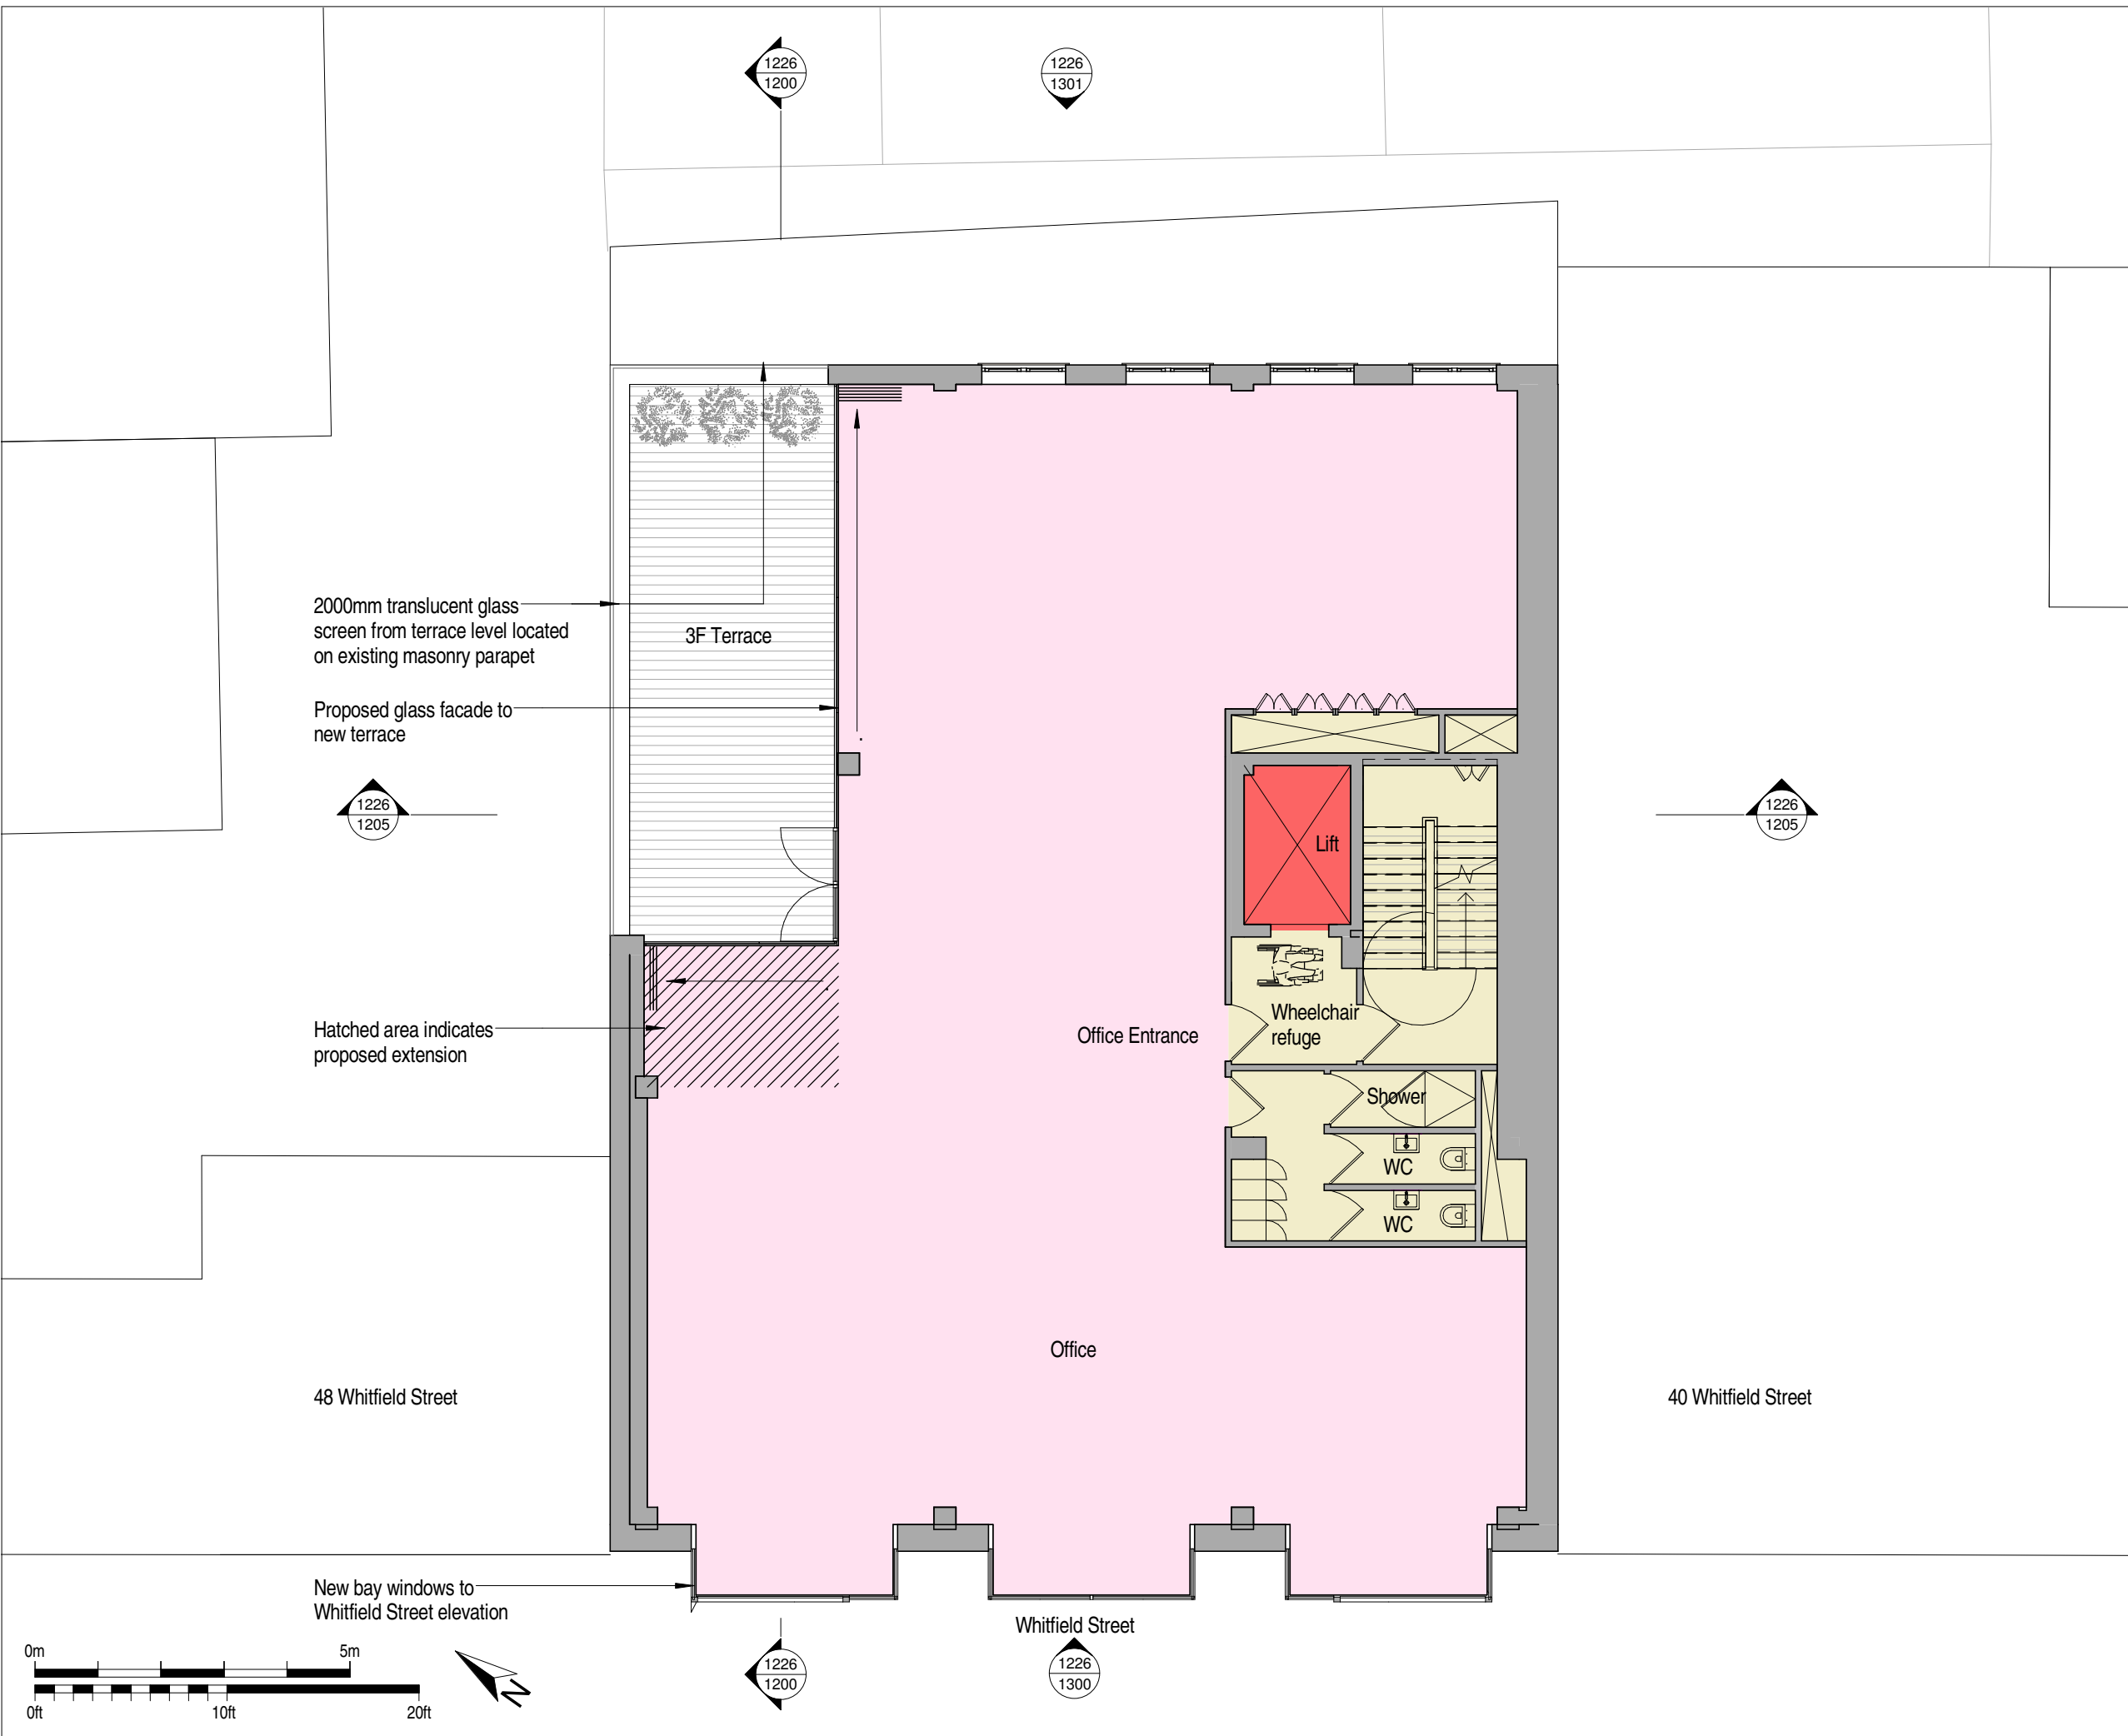 1226
1200
1226
1301
2000mm translucent glass
screen from terrace level located
on existing masonry parapet
3F Terrace
Proposed glass facade to
new terrace
1226
1205
Lift
1226
1205
Hatched area indicates
proposed extension
Office Entrance
Wheelchair
refuge
Shower
WC
WC
Office
48 Whitfield Street
40 Whitfield Street
New bay windows to
Whitfield Street elevation
Whitfield Street
0m
5m
0ft
10ft
20ft
N
1226
1200
1226
1300